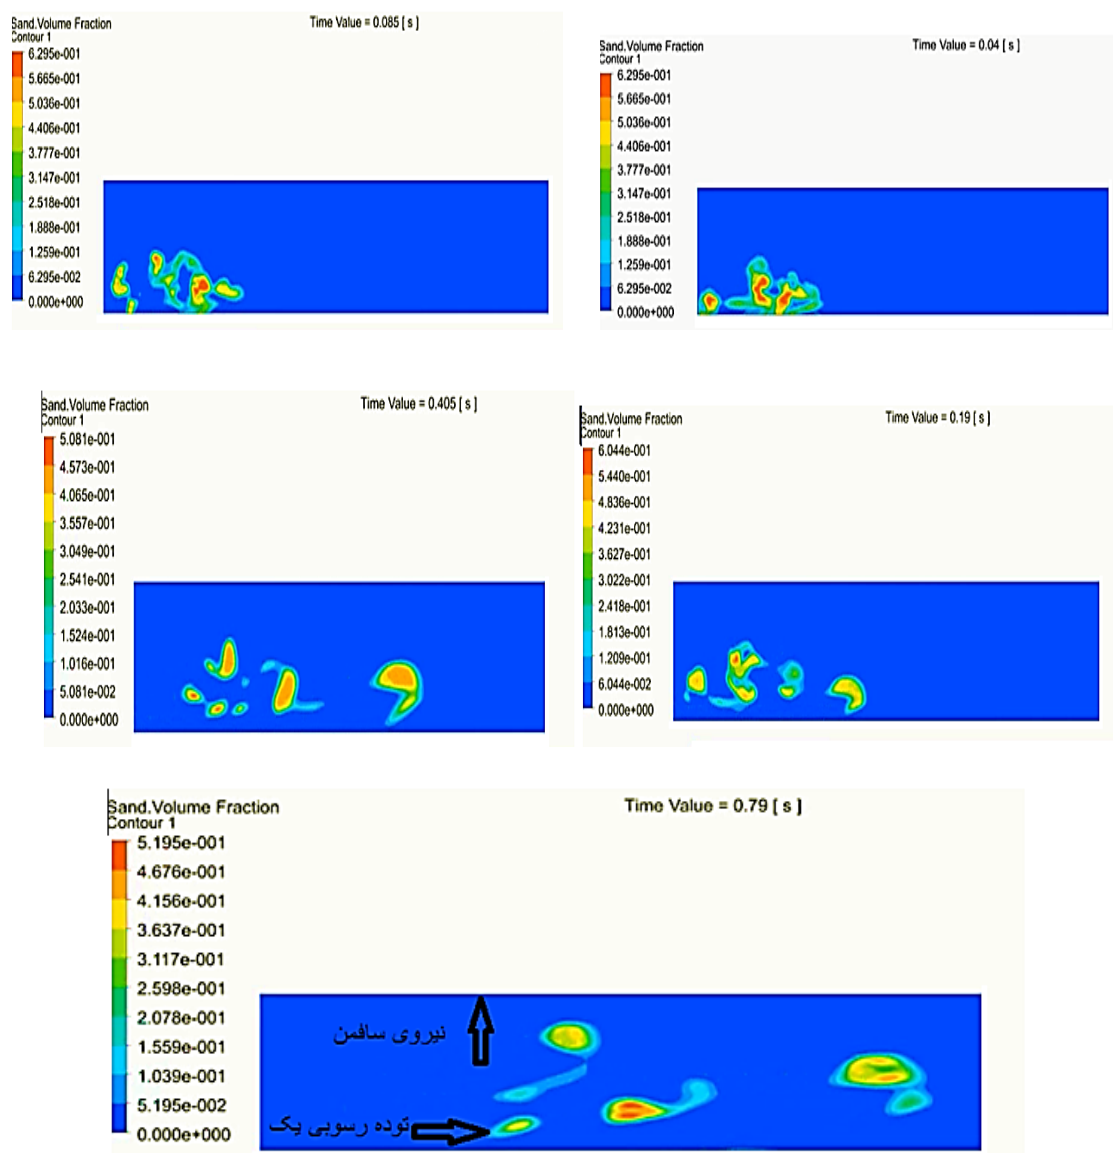 Sand.Volume Fraction
Contour 1
Time Value = 0.085 [ s ]
6.295e-001
5.665e-001
5.036e-001
4.406e-001
3.777e-001
3.147e-001
2.518e-001
1.888e-001
1.259e-001
6.295e-002
0.000e+000
Sand.Volume Fraction
Contour 1
Time Value = 0.04 [ s ]
6.295e-001
5.665e-001
5.036e-001
4.406e-001
3.777e-001
3.147e-001
2.518e-001
1.888e-001
1.259e-001
6.295e-002
0.000e+000
Sand.Volume Fraction
Contour 1
Time Value = 0.405 [ s ]
5.081e-001
4.573e-001
4.065e-001
3.557e-001
3.049e-001
2.541e-001
2.033e-001
1.524e-001
1.016e-001
5.081e-002
0.000e+000
Sand.Volume Fraction
Contour 1
Time Value = 0.19 [ s ]
6.044e-001
5.440e-001
4.836e-001
4.231e-001
3.627e-001
3.022e-001
2.418e-001
1.813e-001
1.209e-001
6.044e-002
0.000e+000
Sand.Volume Fraction
Contour 1
Time Value = 0.79 [ s ]
5.195e-001
4.676e-001
4.156e-001
3.637e-001
3.117e-001
2.598e-001
2.078e-001
1.559e-001
1.039e-001
5.195e-002
0.000e+000
نیروی سافمن
توده رسوبی یک